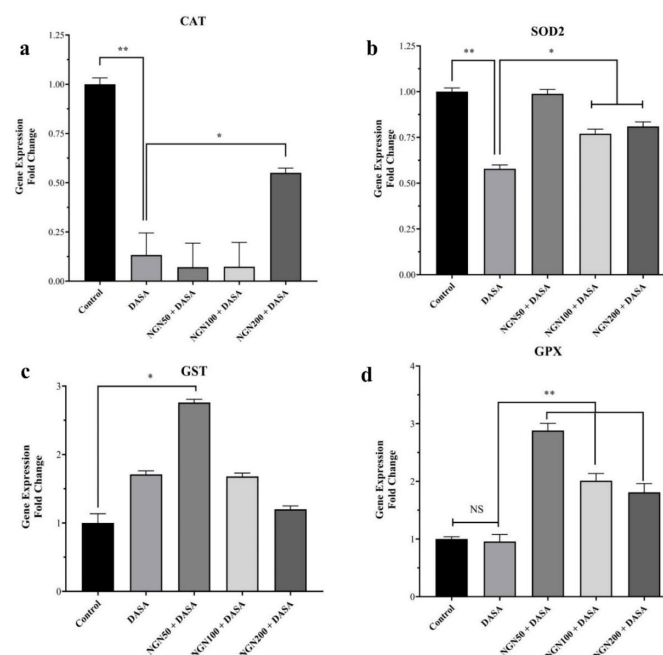 CAT
a
1.25
1.00
0.75
0.50
0.25
0.00
Gene Expression
Fold Change
**
*
Control
DASA
NGN50 + DASA
NGN100 + DASA
NGN200 + DASA
SOD2
b
1.25
1.00
0.75
0.50
0.25
0.00
Gene Expression
Fold Change
**
*
Control
DASA
NGN50 + DASA
NGN100 + DASA
NGN200 + DASA
GST
c
3
2
1
0
Gene Expression
Fold Change
*
Control
DASA
NGN50 + DASA
NGN100 + DASA
NGN200 + DASA
GPX
d
4
3
2
1
0
Gene Expression
Fold Change
NS
**
Control
DASA
NGN50 + DASA
NGN100 + DASA
NGN200 + DASA